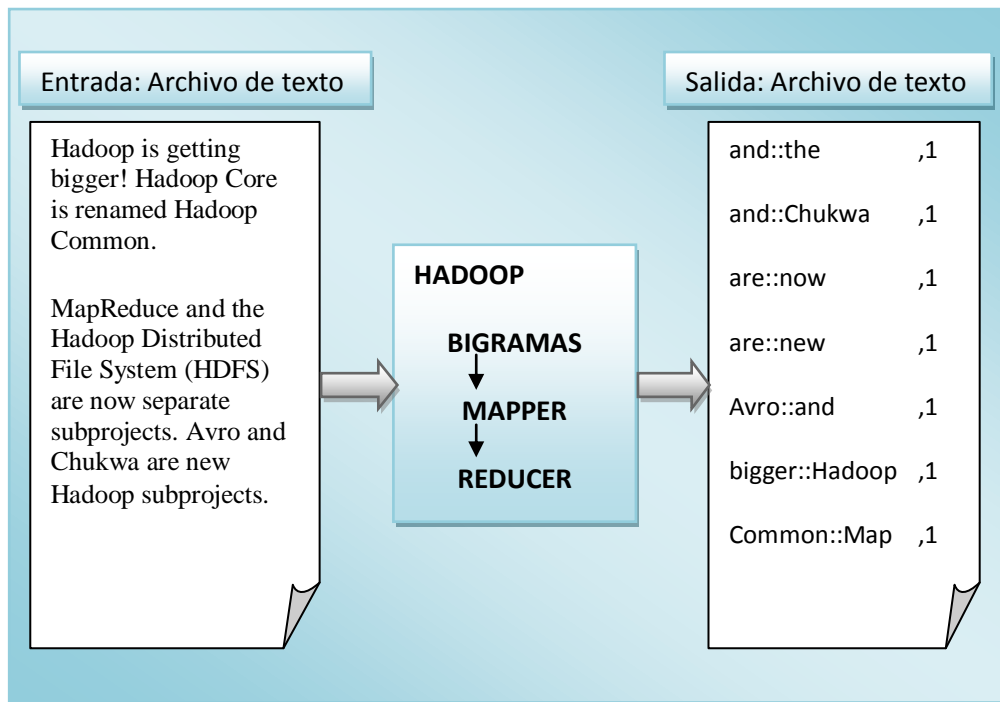 Entrada: Archivo de texto
Hadoop is getting
bigger! Hadoop Core
is renamed Hadoop
Common.
MapReduce and the
Hadoop Distributed
File System (HDFS)
are now separate
subprojects. Avro and
Chukwa are new
Hadoop subprojects.
HADOOP
BIGRAMAS
MAPPER
REDUCER
Salida: Archivo de texto
and::the ,1
and::Chukwa ,1
are::now ,1
are::new ,1
Avro::and ,1
bigger::Hadoop ,1
Common::Map ,1